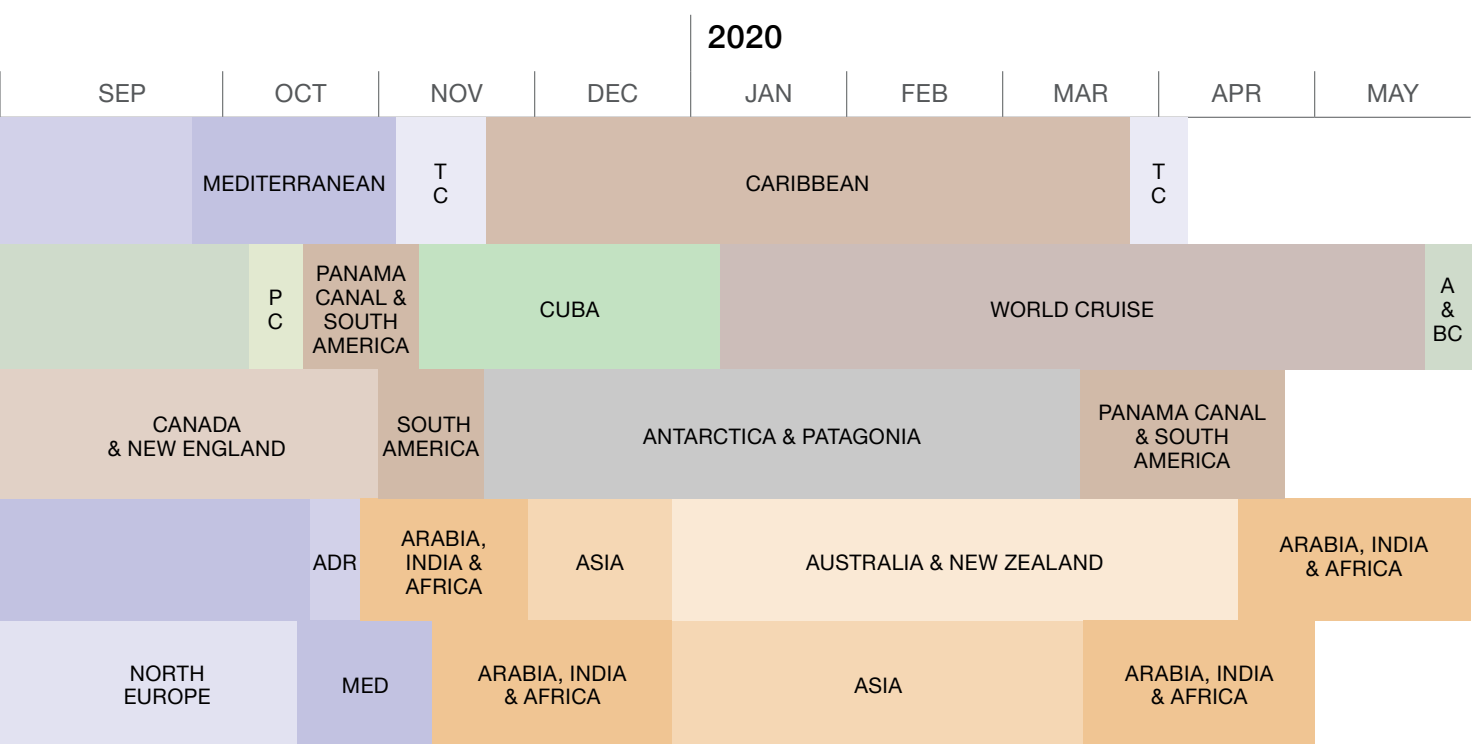 2020
SEP OCT NOV DEC JAN FEB MAR APR MAY
MEDITERRANEAN
T
C
CARIBBEAN
T
C
P
C
PANAMA
CANAL &
SOUTH
AMERICA
CUBA
WORLD CRUISE
A
&
BC
CANADA
& NEW ENGLAND
SOUTH
AMERICA
ANTARCTICA & PATAGONIA
PANAMA CANAL
& SOUTH
AMERICA
ADR
ARABIA,
INDIA &
AFRICA
ASIA
AUSTRALIA & NEW ZEALAND
ARABIA, INDIA
& AFRICA
NORTH
EUROPE
MED
ARABIA, INDIA
& AFRICA
ASIA
ARABIA, INDIA
& AFRICA